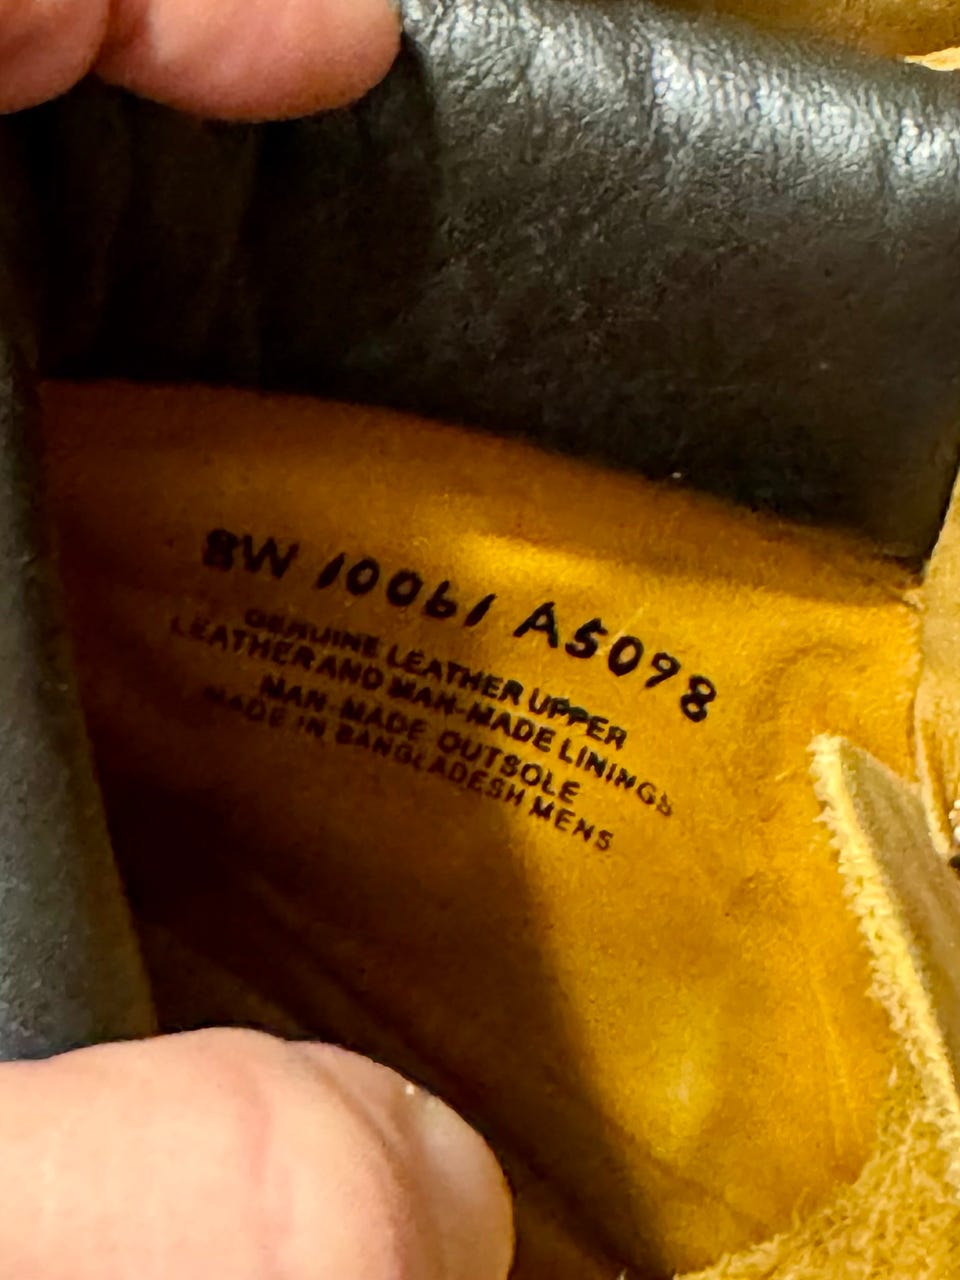 8W 10061 A5098
GENUINE LEATHER UPPER
LEATHER AND MAN-MADE LININGS
MAN-MADE OUTSOLE
MADE IN BANGLADESH MENS